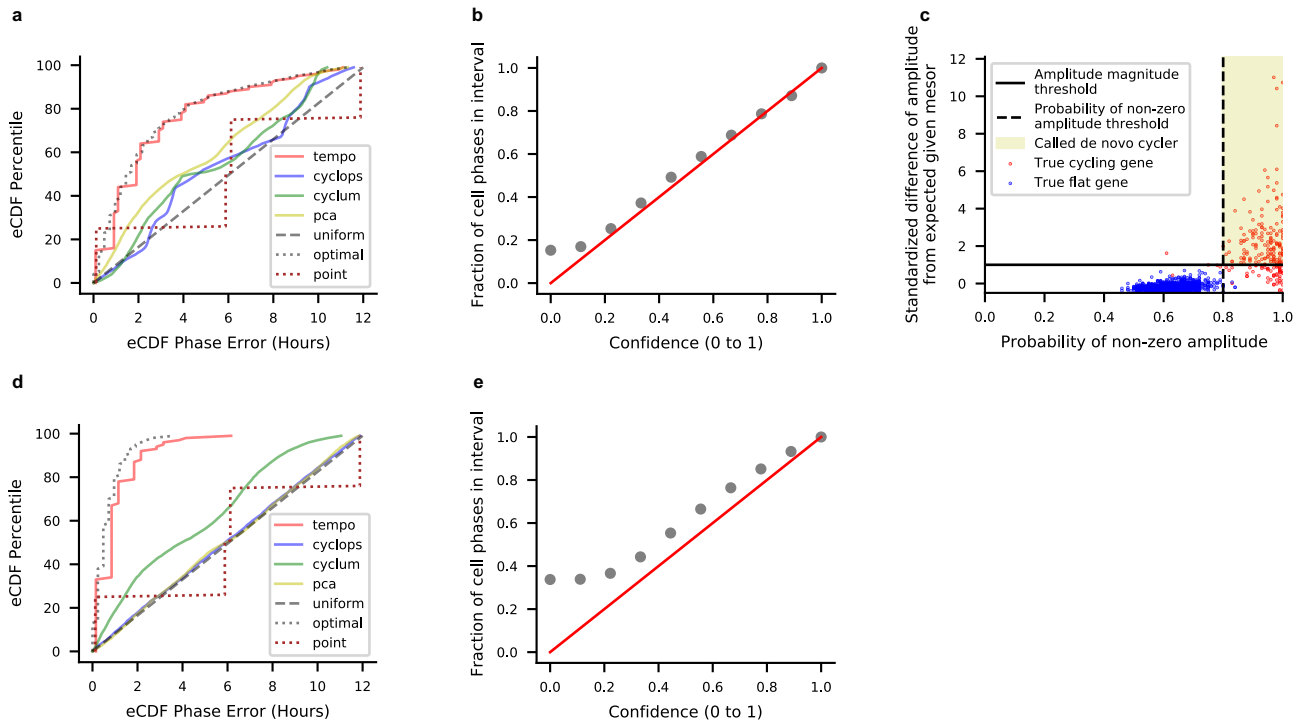 a
100
80
60
40
20
0
eCDF Percentile
tempo
cyclops
cyclum
pca
uniform
optimal
point
0 2 4 6 8 10 12
eCDF Phase Error (Hours)
b
1.0
0.8
0.6
0.4
0.2
0.0
Fraction of cell phases in interval
0.0 0.2 0.4 0.6 0.8 1.0
Confidence (0 to 1)
c
Standardized difference of amplitude
from expected given mesor
12
10
8
6
4
2
0
Amplitude magnitude
threshold
Probability of non-zero
amplitude threshold
Called de novo cycler
True cycling gene
True flat gene
0.0 0.2 0.4 0.6 0.8 1.0
Probability of non-zero amplitude
d
100
80
60
40
20
0
eCDF Percentile
tempo
cyclops
cyclum
pca
uniform
optimal
point
0 2 4 6 8 10 12
eCDF Phase Error (Hours)
e
1.0
0.8
0.6
0.4
0.2
0.0
Fraction of cell phases in interval
0.0 0.2 0.4 0.6 0.8 1.0
Confidence (0 to 1)